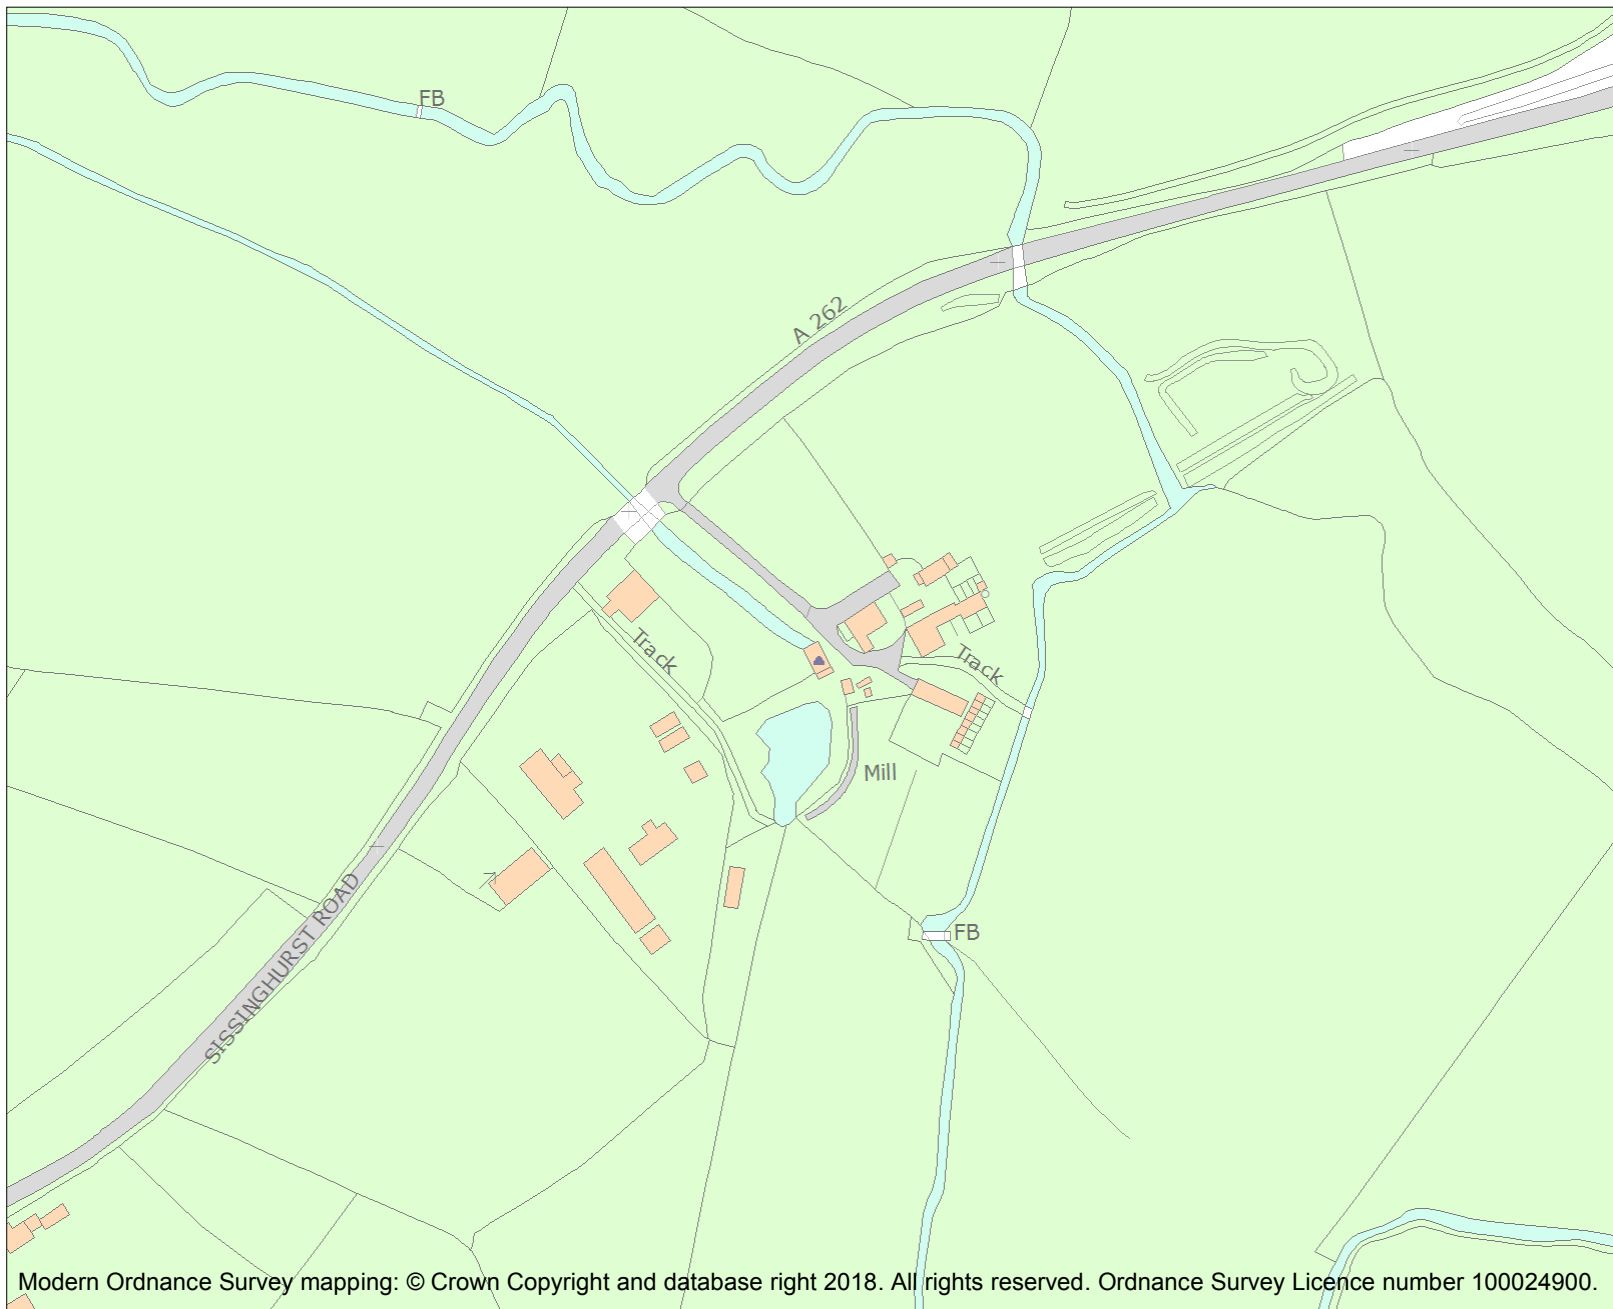 FB
A 262
Track
Track
Mill
SISSINGHURST ROAD
FB
Modern Ordnance Survey mapping: © Crown Copyright and database right 2018. All rights reserved. Ordnance Survey Licence number 100024900.